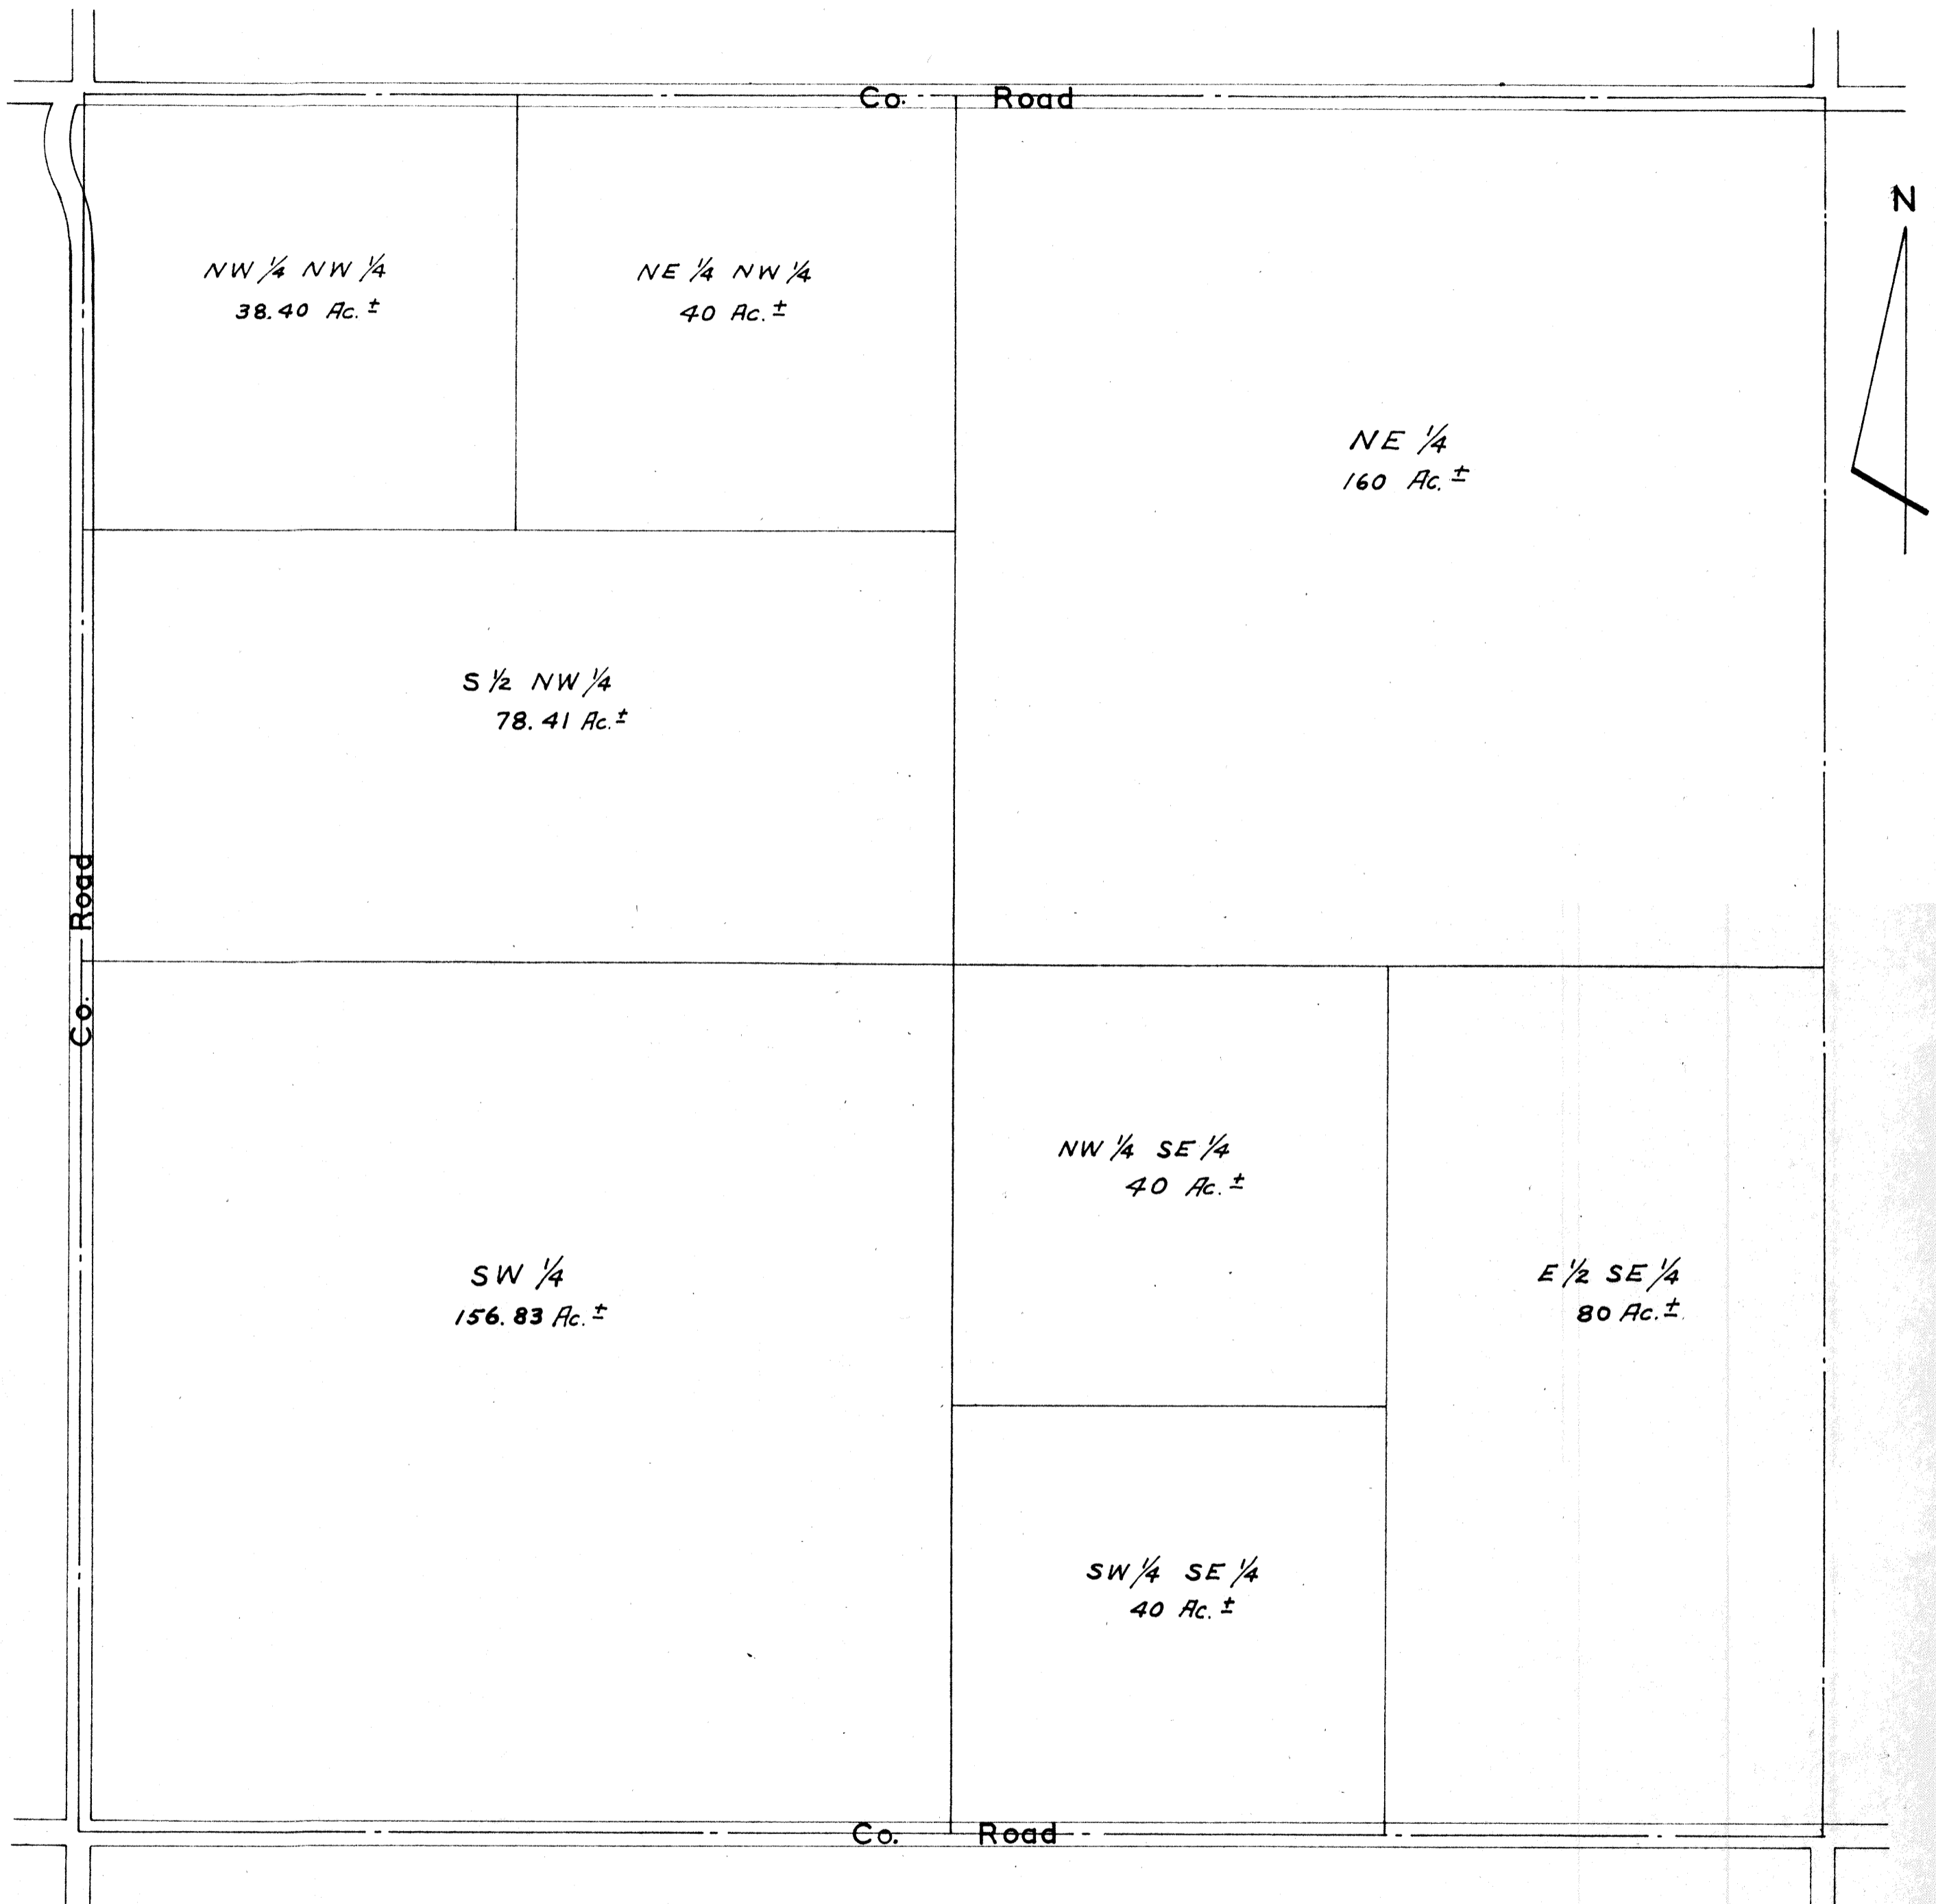 Co. Road
N
NW 1/4 NW 1/4
38.40 Ac. ±
NE 1/4 NW 1/4
40 Ac. ±
NE 1/4
160 Ac. ±
S 1/2 NW 1/4
78.41 Ac. ±
Co. Road
NW 1/4 SE 1/4
40 Ac. ±
SW 1/4
156.83 Ac. ±
E 1/2 SE 1/4
80 Ac. ±
SW 1/4 SE 1/4
40 Ac. ±
Co. Road